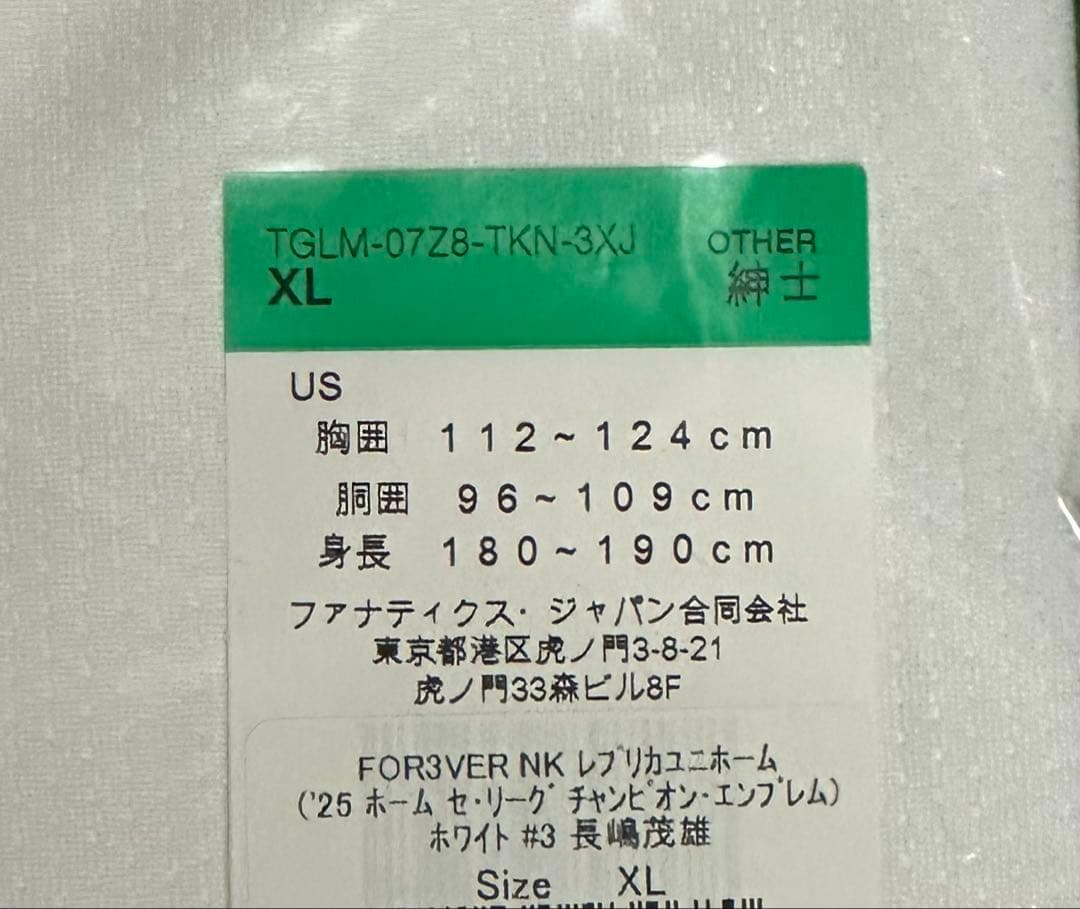 TGLM-07Z8-TKN-3XJ OTHER
XL 紳士
US
胸囲 112~124cm
胴囲 96~109cm
身長 180~190cm
ファナティクス・ジャパン合同会社
東京都港区虎ノ門3-8-21
虎ノ門33森ビル8F
FOR3VER NK レプリカユニホーム
('25 ホーム セ・リーグ チャンピオン・エンブレム)
ホワイト #3 長嶋茂雄
Size XL